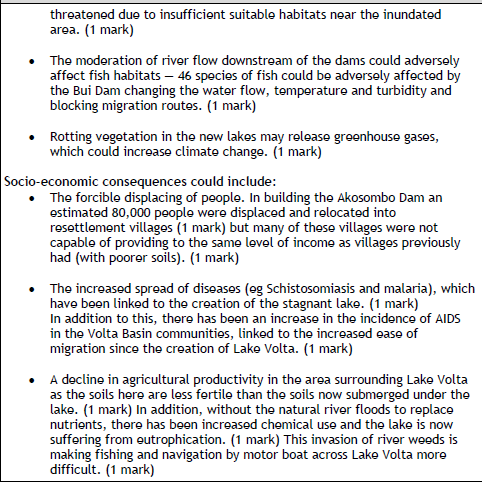 threatened due to insufficient suitable habitats near the inundated
area. (1 mark)
• The moderation of river flow downstream of the dams could adversely
affect fish habitats – 46 species of fish could be adversely affected by
the Bui Dam changing the water flow, temperature and turbidity and
blocking migration routes. (1 mark)
• Rotting vegetation in the new lakes may release greenhouse gases,
which could increase climate change. (1 mark)
Socio-economic consequences could include:
• The forcible displacing of people. In building the Akosombo Dam an
estimated 80,000 people were displaced and relocated into
resettlement villages (1 mark) but many of these villages were not
capable of providing to the same level of income as villages previously
had (with poorer soils). (1 mark)
• The increased spread of diseases (eg Schistosomiasis and malaria), which
have been linked to the creation of the stagnant lake. (1 mark)
In addition to this, there has been an increase in the incidence of AIDS
in the Volta Basin communities, linked to the increased ease of
migration since the creation of Lake Volta. (1 mark)
• A decline in agricultural productivity in the area surrounding Lake Volta
as the soils here are less fertile than the soils now submerged under the
lake. (1 mark) In addition, without the natural river floods to replace
nutrients, there has been increased chemical use and the lake is now
suffering from eutrophication. (1 mark) This invasion of river weeds is
making fishing and navigation by motor boat across Lake Volta more
difficult. (1 mark)